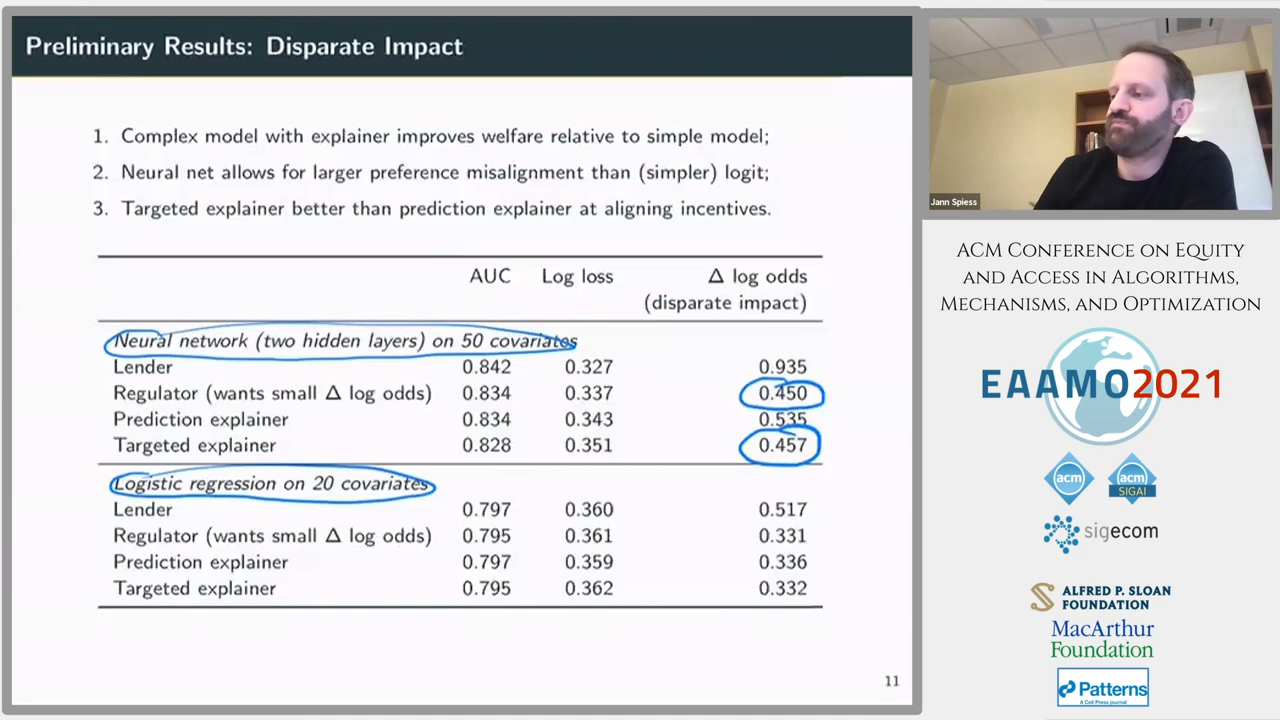 Preliminary Results: Disparate Impact
1. Complex model with explainer improves welfare relative to simple model;
2. Neural net allows for larger preference misalignment than (simpler) logit;
3. Targeted explainer better than prediction explainer at aligning incentives.
AUC Log loss Δ log odds
(disparate impact)
Neural network (two hidden layers) on 50 covariates
Lender 0.842 0.327 0.935
Regulator (wants small Δ log odds) 0.834 0.337 0.450
Prediction explainer 0.834 0.343 0.535
Targeted explainer 0.828 0.351 0.457
Logistic regression on 20 covariates
Lender 0.797 0.360 0.517
Regulator (wants small Δ log odds) 0.795 0.361 0.331
Prediction explainer 0.797 0.359 0.336
Targeted explainer 0.795 0.362 0.332
11
Jann Spiess
ACM Conference on Equity
and Access in Algorithms,
Mechanisms, and Optimization
EAAMO2021
acm
acm
SIGAI
sigecom
ALFRED P. SLOAN
FOUNDATION
MacArthur
Foundation
Patterns
A Cell Press journal